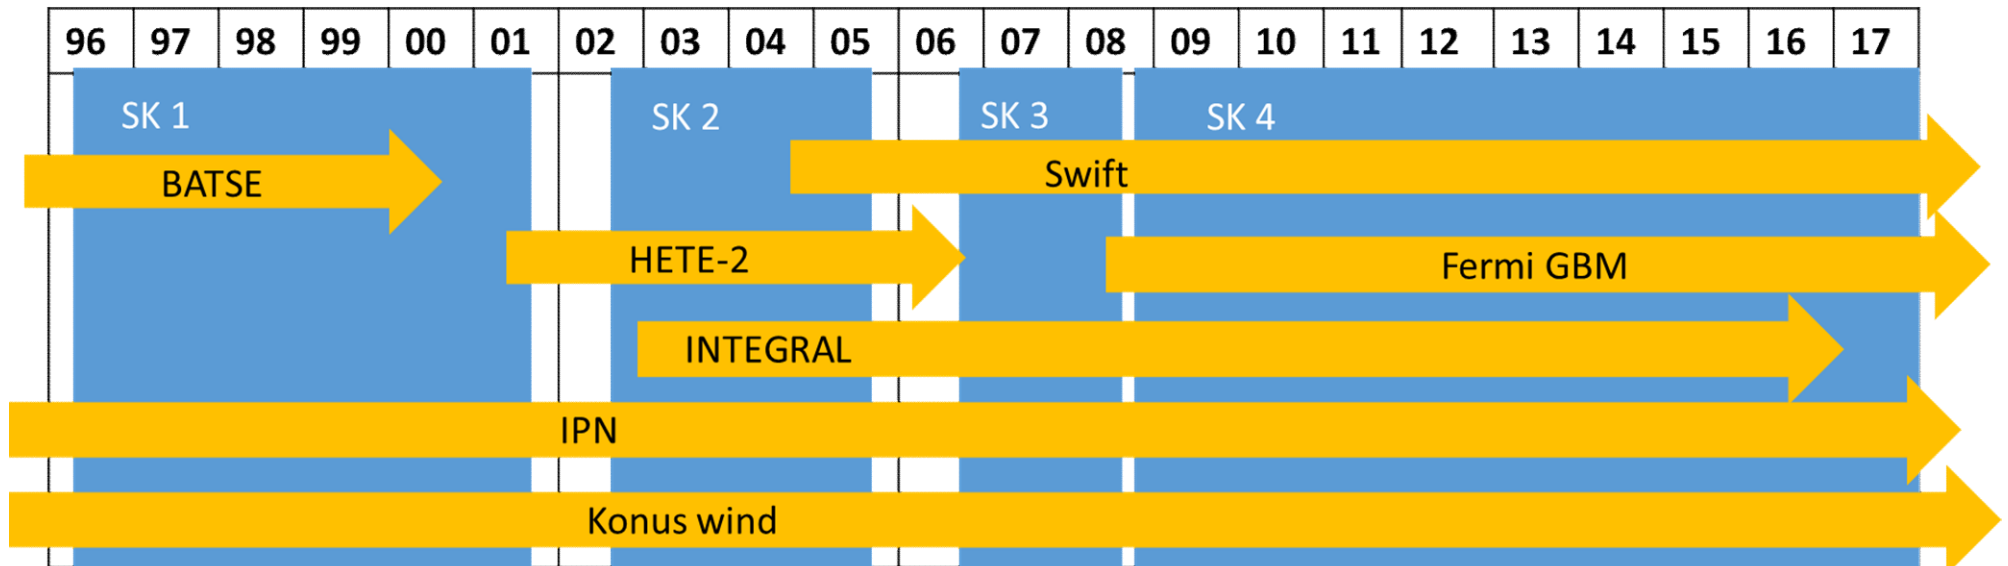 96 97 98 99 00 01 02 03 04 05 06 07 08 09 10 11 12 13 14 15 16 17
SK 1 SK 2 SK 3 SK 4
Swift
BATSE
HETE-2
Fermi GBM
INTEGRAL
IPN
Konus wind